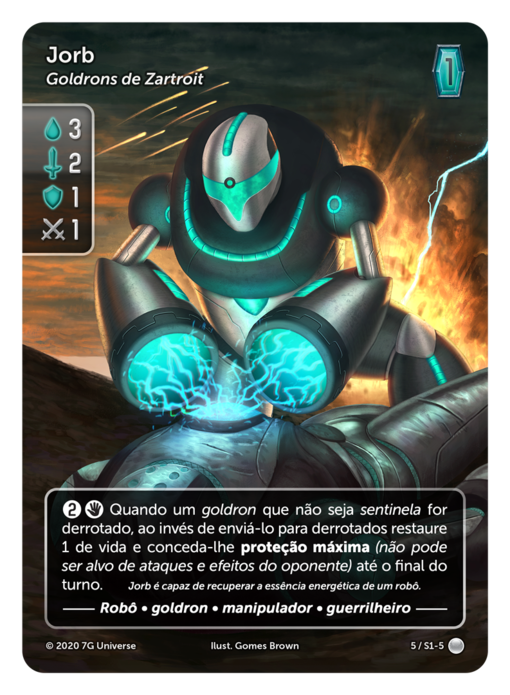 Jorb
Goldrons de Zartroit
1
3
2
1
1
2 Quando um goldron que não seja sentinela for
derrotado, ao invés de enviá-lo para derrotados restaure
1 de vida e conceda-lhe proteção máxima (não pode
ser alvo de ataques e efeitos do oponente) até o final do
turno. Jorb é capaz de recuperar a essência energética de um robô.
Robô • goldron • manipulador • guerrilheiro
© 2020 7G Universe Ilust. Gomes Brown 5 / S1-5